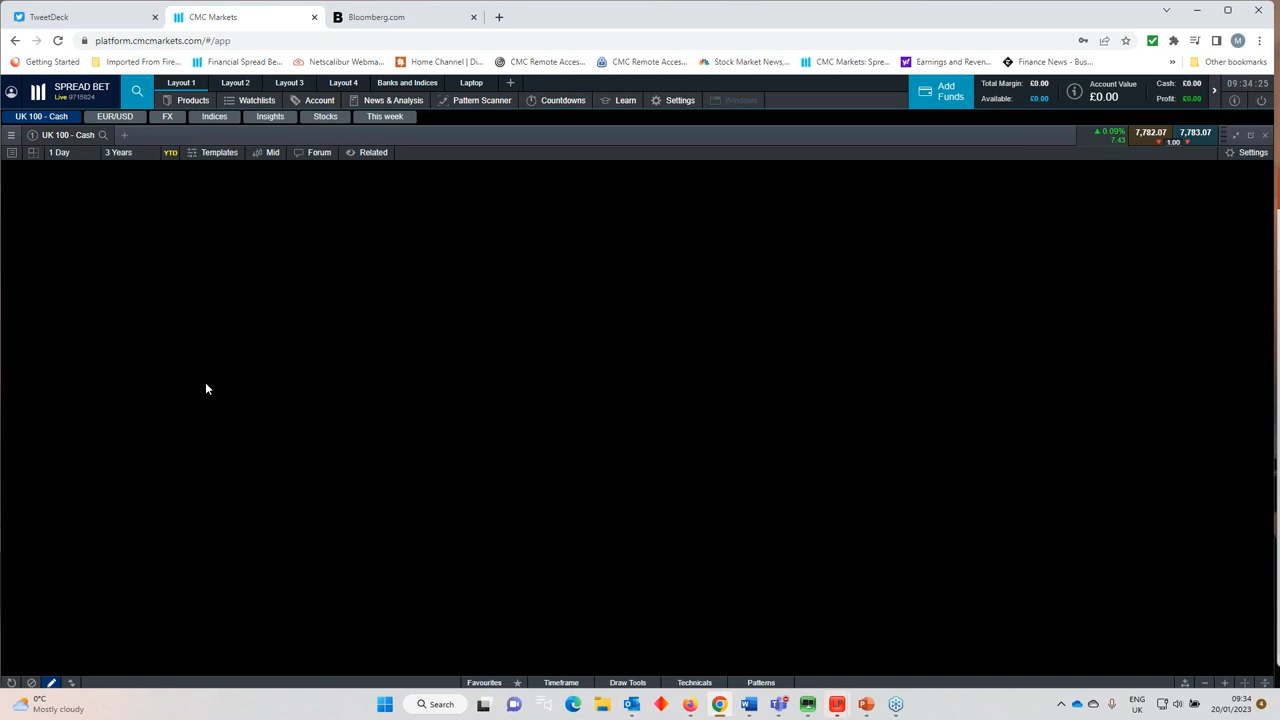 TweetDeck
CMC Markets
Bloomberg.com
platform.cmcmarkets.com/#/app
Getting Started
Imported From Fire...
Financial Spread Be...
Netscalibur Webma...
Home Channel | Di...
CMC Remote Acces...
CMC Remote Acces...
Stock Market News,...
CMC Markets: Spre...
Earnings and Reven...
Finance News - Bus...
Other bookmarks
SPREAD BET
Live 9715824
Layout 1
Layout 2
Layout 3
Layout 4
Banks and Indices
Laptop
Products
Watchlists
Account
News & Analysis
Pattern Scanner
Countdowns
Learn
Settings
Windows
Add Funds
Total Margin: £0.00
Available: £0.00
Account Value
£0.00
Cash: £0.00
Profit: £0.00
09:34:25
UK 100 - Cash
EUR/USD
FX
Indices
Insights
Stocks
This week
1 UK 100 - Cash
0.09%
7.43
7,782.07
7,783.07
1.00
1 Day
3 Years
YTD
Templates
Mid
Forum
Related
Settings
Favourites
Timeframe
Draw Tools
Technicals
Patterns
0°C
Mostly cloudy
Search
ENG
UK
09:34
20/01/2023